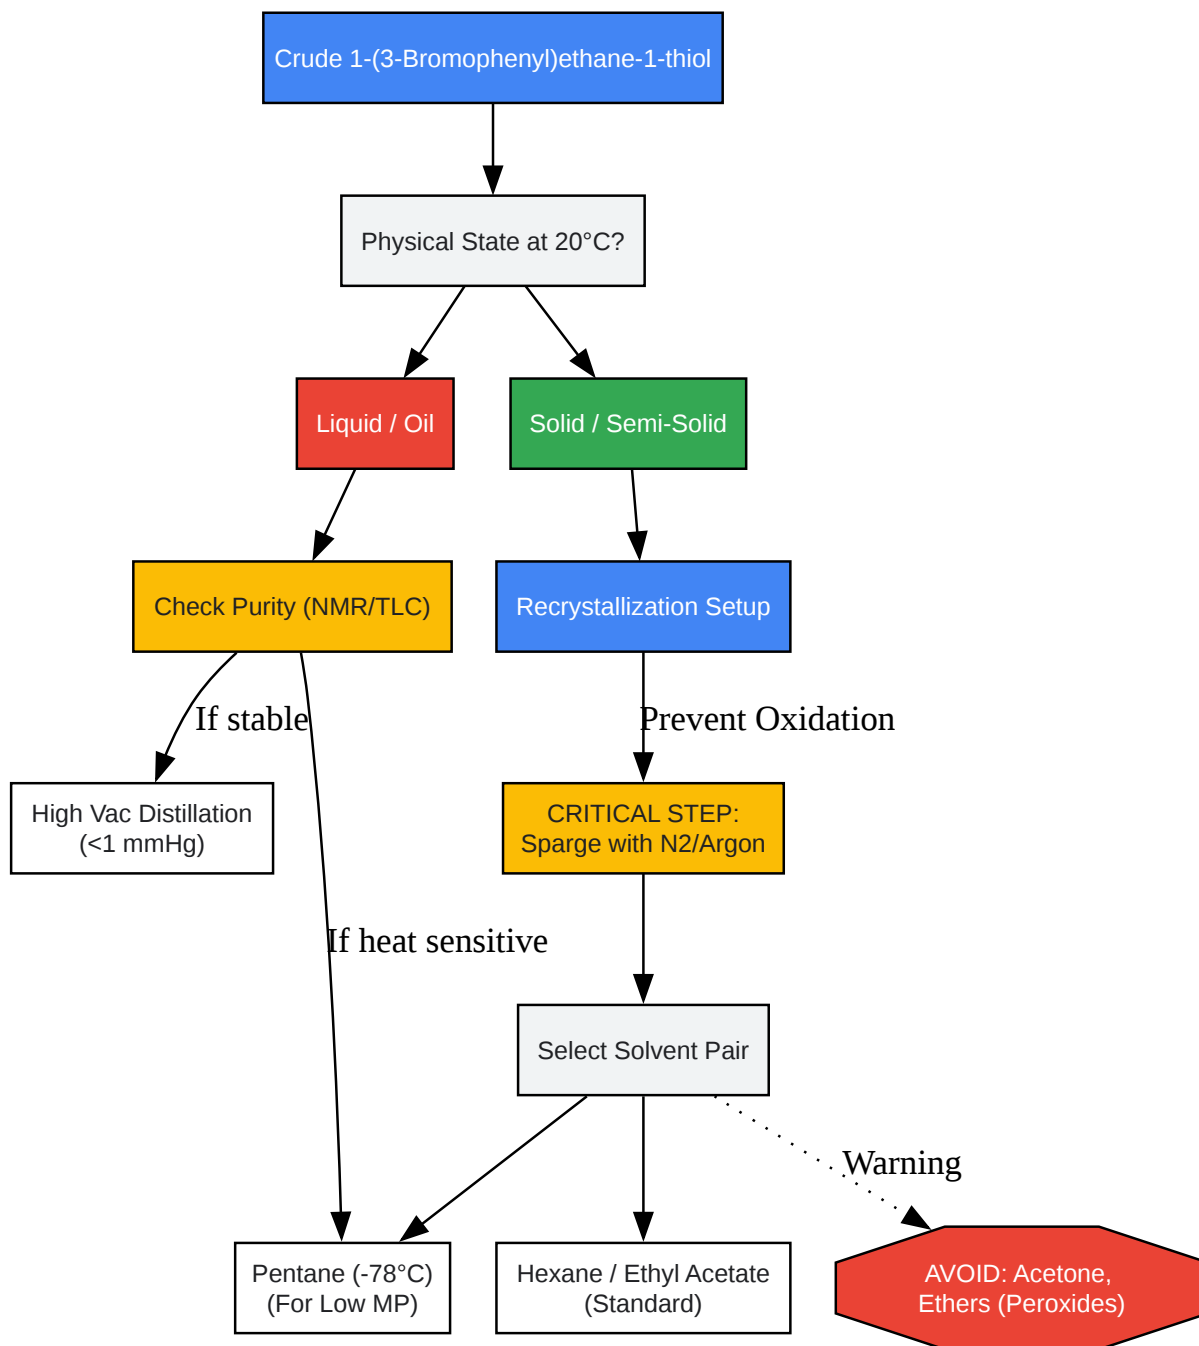 Crude 1-(3-Bromophenyl)ethane-1-thiol
Physical State at 20°C?
Liquid / Oil
Solid / Semi-Solid
Check Purity (NMR/TLC)
Recrystallization Setup
If stable
Prevent Oxidation
High Vac Distillation
(<1 mmHg)
CRITICAL STEP:
Sparge with N2/Argon
If heat sensitive
Select Solvent Pair
Warning
Pentane (-78°C)
(For Low MP)
Hexane / Ethyl Acetate
(Standard)
AVOID: Acetone,
Ethers (Peroxides)